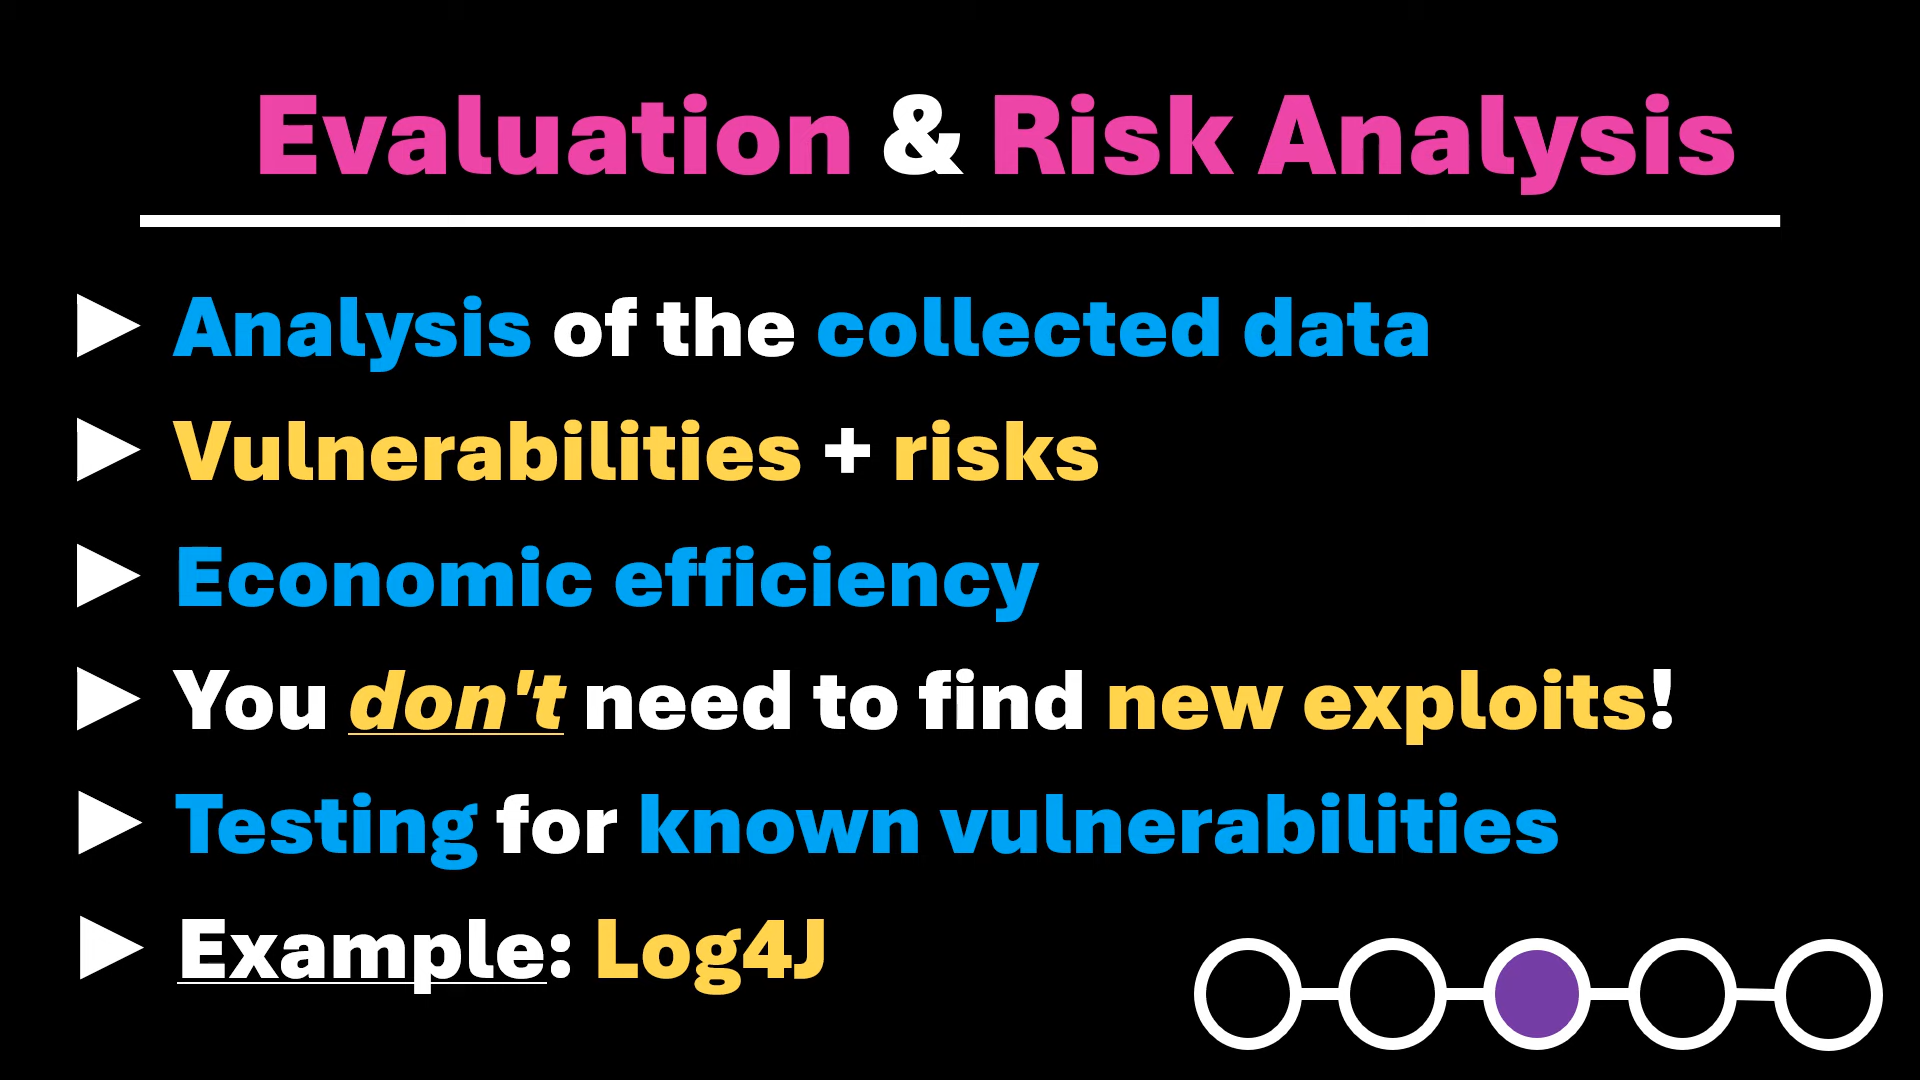 Evaluation & Risk Analysis
Analysis of the collected data
Vulnerabilities + risks
Economic efficiency
You don't need to find new exploits!
Testing for known vulnerabilities
Example: Log4J